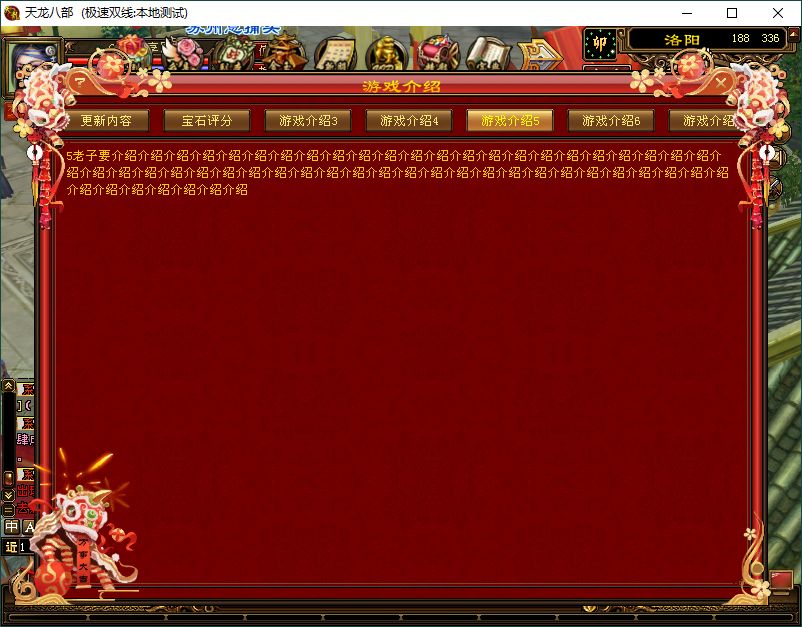 天龙八部 (极速双线:本地测试)
洛阳
188 336
游戏介绍
更新内容
宝石评分
游戏介绍3
游戏介绍4
游戏介绍5
游戏介绍6
游戏介绍
5老子要介绍介绍介绍介绍介绍介绍介绍介绍介绍介绍介绍介绍介绍介绍介绍介绍介绍介绍介绍介绍介绍介绍介绍介
绍介绍介绍介绍介绍介绍介绍介绍介绍介绍介绍介绍介绍介绍介绍介绍介绍介绍介绍介绍介绍介绍介绍介绍介绍介绍
介绍介绍介绍介绍介绍介绍介绍
中 A
近 1